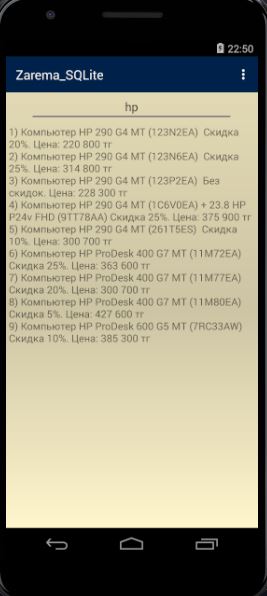 22:50
Zarema_SQLite
hp
1) Компьютер HP 290 G4 MT (123N2EA) Скидка
20%. Цена: 220 800 тг
2) Компьютер HP 290 G4 MT (123N6EA) Скидка
25%. Цена: 314 800 тг
3) Компьютер HP 290 G4 MT (123P2EA) Без
скидок. Цена: 228 300 тг
4) Компьютер HP 290 G4 MT (1C6V0EA) + 23.8 HP
P24v FHD (9TT78AA) Скидка 25%. Цена: 375 900 тг
5) Компьютер HP 290 G4 MT (261T5ES) Скидка
10%. Цена: 300 700 тг
6) Компьютер HP ProDesk 400 G7 MT (11M72EA)
Скидка 25%. Цена: 363 600 тг
7) Компьютер HP ProDesk 400 G7 MT (11M77EA)
Скидка 20%. Цена: 300 700 тг
8) Компьютер HP ProDesk 400 G7 MT (11M80EA)
Скидка 5%. Цена: 427 600 тг
9) Компьютер HP ProDesk 600 G5 MT (7RC33AW)
Скидка 10%. Цена: 385 300 тг